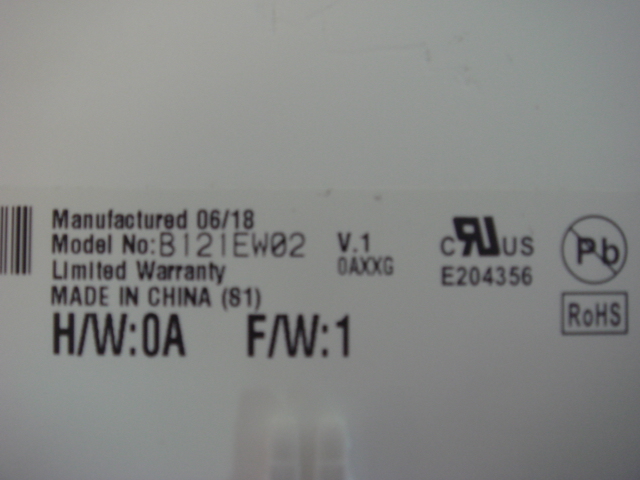 Manufactured 06/18
Model No: B121EW02 V.1
Limited Warranty 0AXXG
MADE IN CHINA (S1)
H/W:0A F/W:1
C RU US
E204356
Pb
RoHS